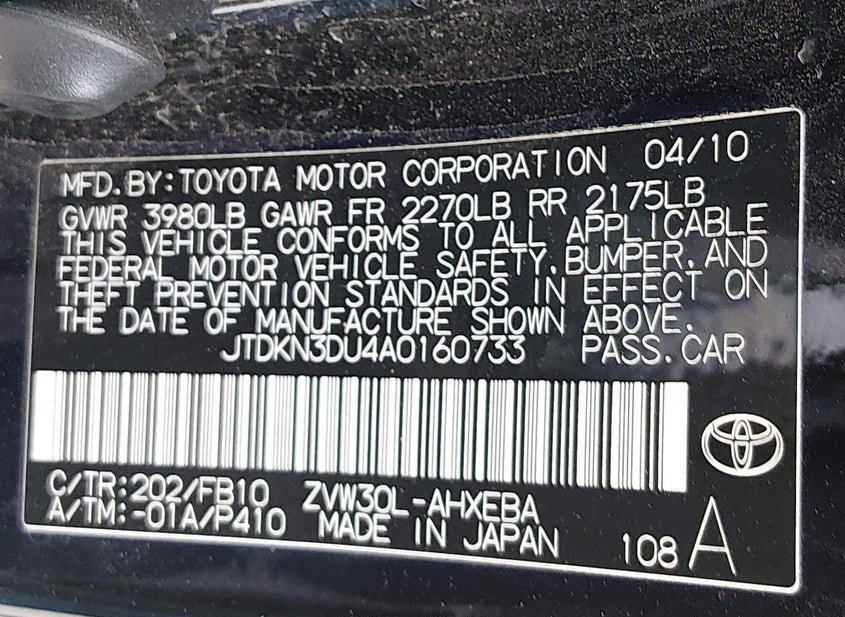 MFD.BY:TOYOTA MOTOR CORPORATION 04/10
GVWR 3980LB GAWR FR 2270LB RR 2175LB
THIS VEHICLE CONFORMS TO ALL APPLICABLE
FEDERAL MOTOR VEHICLE SAFETY,BUMPER,AND
THEFT PREVENTION STANDARDS IN EFFECT ON
THE DATE OF MANUFACTURE SHOWN ABOVE.
JTDKN3DU4A0160733 PASS.CAR
C/TR:202/FB10 ZVW30L-AHXEBA
A/TM:-01A/P410 MADE IN JAPAN
108 A